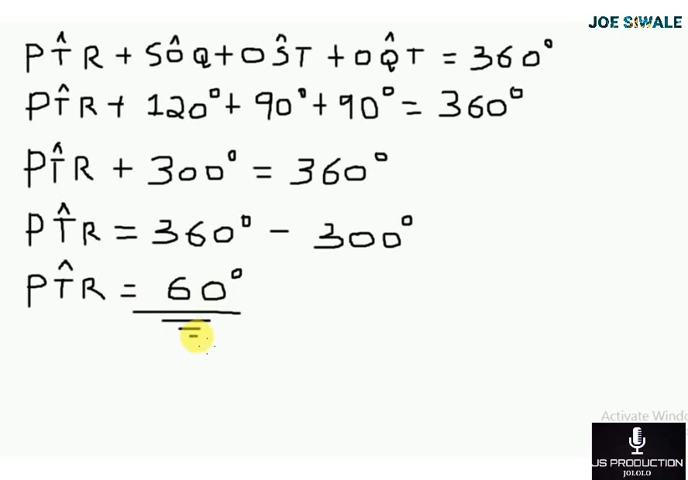 JOE SIWALE
PT̂R + SÔQ + OŜT + OQ̂T = 360°
PT̂R + 120° + 90° + 90° = 360°
PT̂R + 300° = 360°
PT̂R = 360° - 300°
PT̂R = 60°
Activate Windo
JS PRODUCTION
JOLOLO